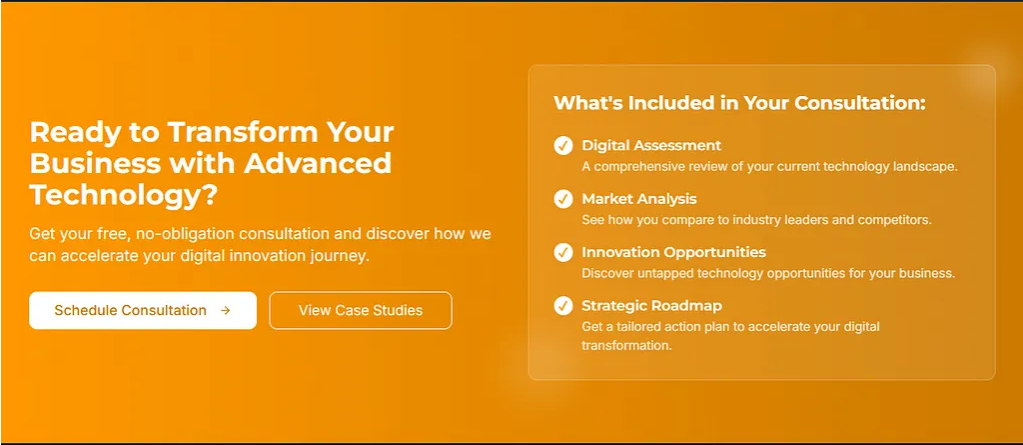 Ready to Transform Your
Business with Advanced
Technology?
Get your free, no-obligation consultation and discover how we
can accelerate your digital innovation journey.
Schedule Consultation →
View Case Studies
What's Included in Your Consultation:
Digital Assessment
A comprehensive review of your current technology landscape.
Market Analysis
See how you compare to industry leaders and competitors.
Innovation Opportunities
Discover untapped technology opportunities for your business.
Strategic Roadmap
Get a tailored action plan to accelerate your digital
transformation.